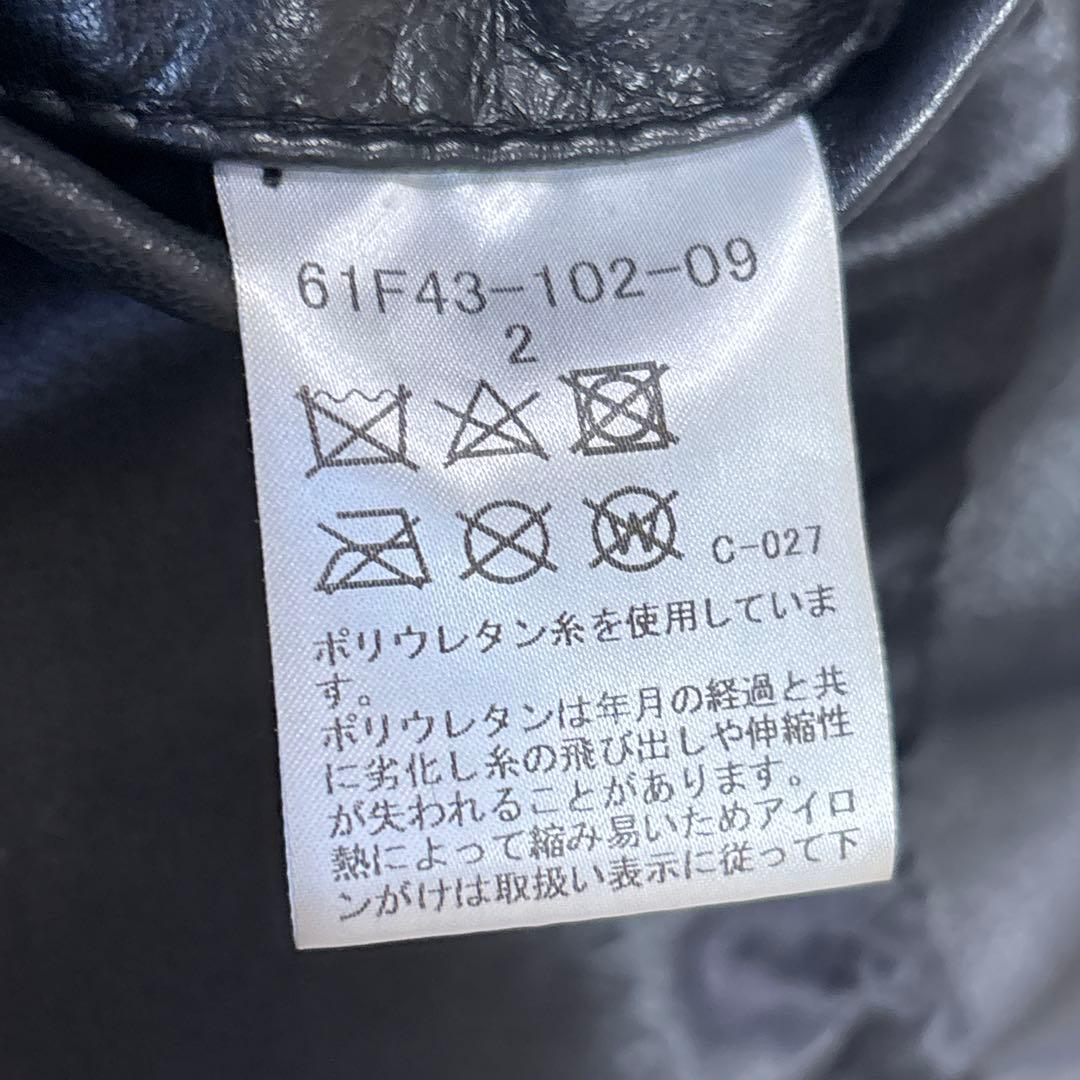 61F43-102-09
2
W
C-027
ポリウレタン糸を使用していま
す。
ポリウレタンは年月の経過と共
に劣化し糸の飛び出しや伸縮性
が失われることがあります。
熱によって縮み易いためアイロ
ンがけは取扱い表示に従って下